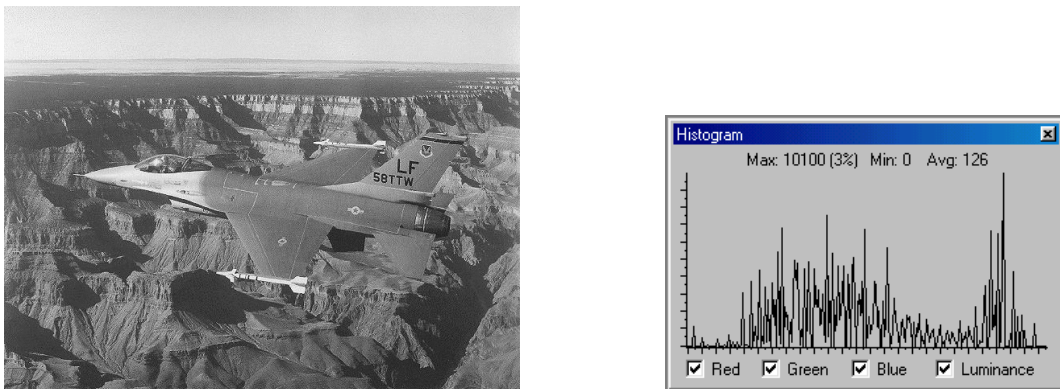 LF
58TTW
Histogram
Max: 10100 (3%) Min: 0 Avg: 126
Red Green Blue Luminance